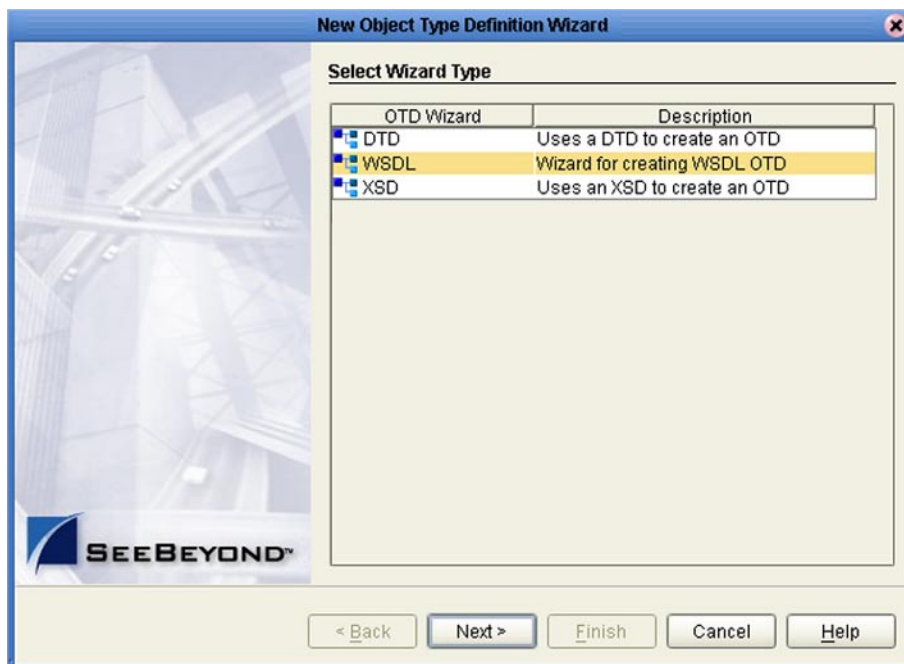 New Object Type Definition Wizard
Select Wizard Type
OTD Wizard Description
DTD Uses a DTD to create an OTD
WSDL Wizard for creating WSDL OTD
XSD Uses an XSD to create an OTD
SEEBEYOND™
< Back Next > Finish Cancel Help